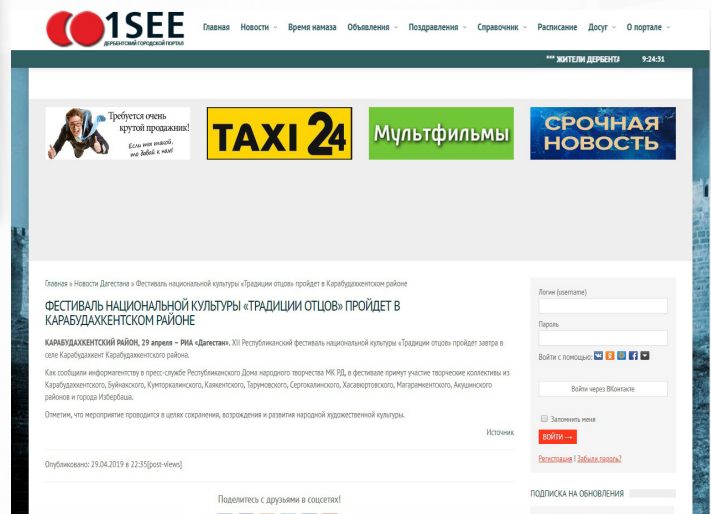 1SEE
ДЕРБЕНТСКИЙ ГОРОДСКОЙ ПОРТАЛ
Главная Новости Время намаза Объявления Поздравления Справочник Расписание Досуг О портале
*** ЖИТЕЛИ ДЕРБЕНТА 9:24:31
Требуется очень
крутой продажник!
Если ты такой,
то давай к нам!
TAXI 24
Мультфильмы
СРОЧНАЯ
НОВОСТЬ
Главная » Новости Дагестана » Фестиваль национальной культуры «Традиции отцов» пройдет в Карабудахкентском районе
ФЕСТИВАЛЬ НАЦИОНАЛЬНОЙ КУЛЬТУРЫ «ТРАДИЦИИ ОТЦОВ» ПРОЙДЕТ В
КАРАБУДАХКЕНТСКОМ РАЙОНЕ
КАРАБУДАХКЕНТСКИЙ РАЙОН, 29 апреля – РИА «Дагестан». XII Республиканский фестиваль национальной культуры «Традиции отцов» пройдет завтра в
селе Карабудахкент Карабудахкентского района.
Как сообщили информагентству в пресс-службе Республиканского Дома народного творчества МК РД, в фестивале примут участие творческие коллективы из
Карабудахкентского, Буйнакского, Кумторкалинского, Каякентского, Тарумовского, Сергокалинского, Хасавюртовского, Магарамкентского, Акушинского
районов и города Избербаша.
Отметим, что мероприятие проводится в целях сохранения, возрождения и развития народной художественной культуры.
Источник
Опубликовано: 29.04.2019 в 22:35[post-views]
Поделитесь с друзьями в соцсетях!
Логин (username)
Пароль
Войти с помощью:
Войти через ВКонтакте
Запомнить меня
ВОЙТИ →
Регистрация | Забыли пароль?
ПОДПИСКА НА ОБНОВЛЕНИЯ